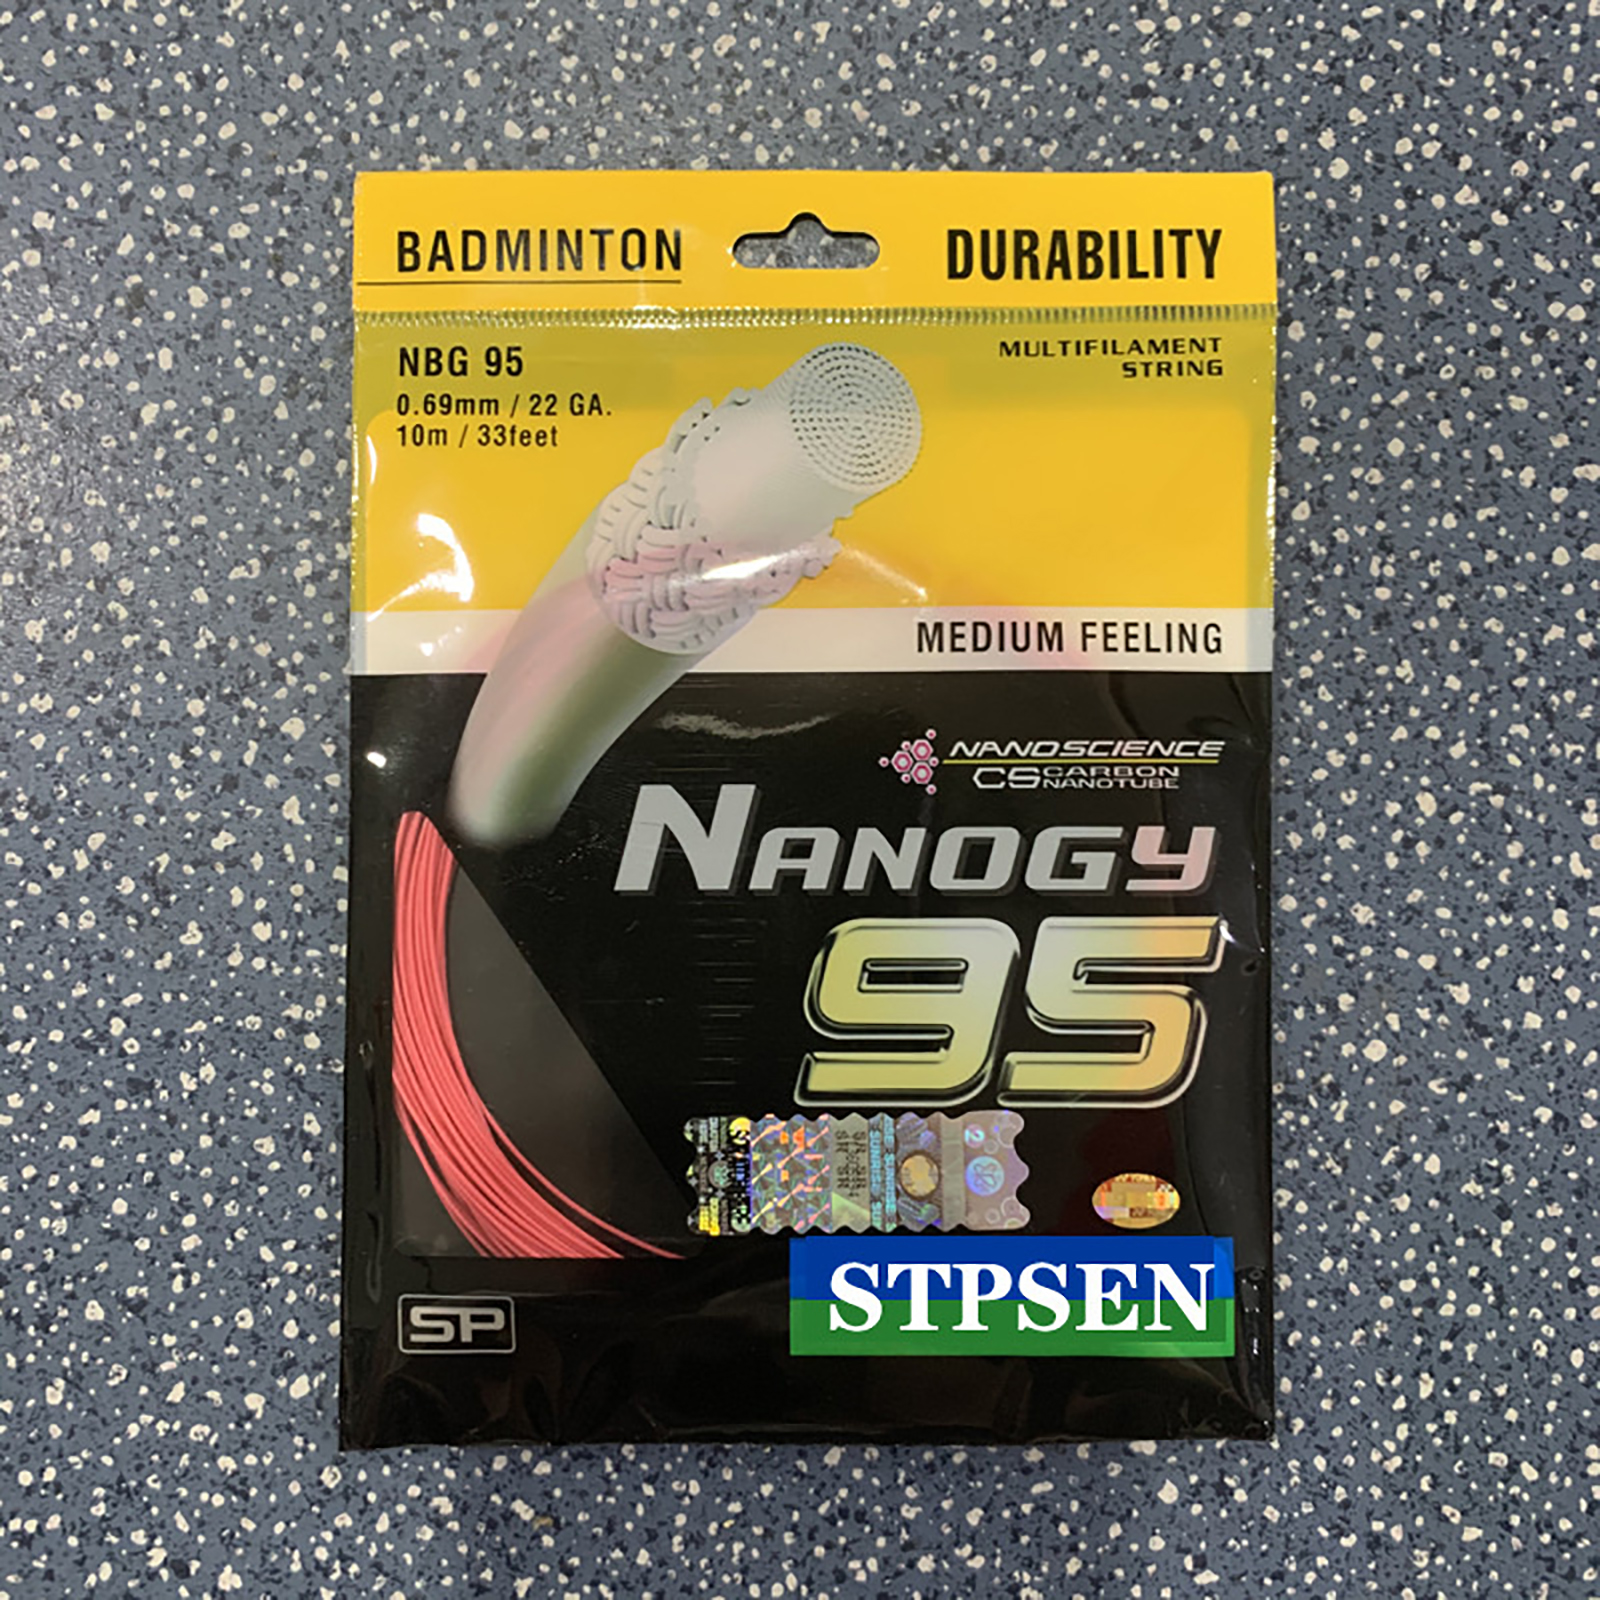 BADMINTON
DURABILITY
NBG 95
0.69mm / 22 GA.
10m / 33feet
MULTIFILAMENT
STRING
MEDIUM FEELING
NANOSCIENCE
CS CARBON
NANOTUBE
NANOGY
95
STPSEN
SP